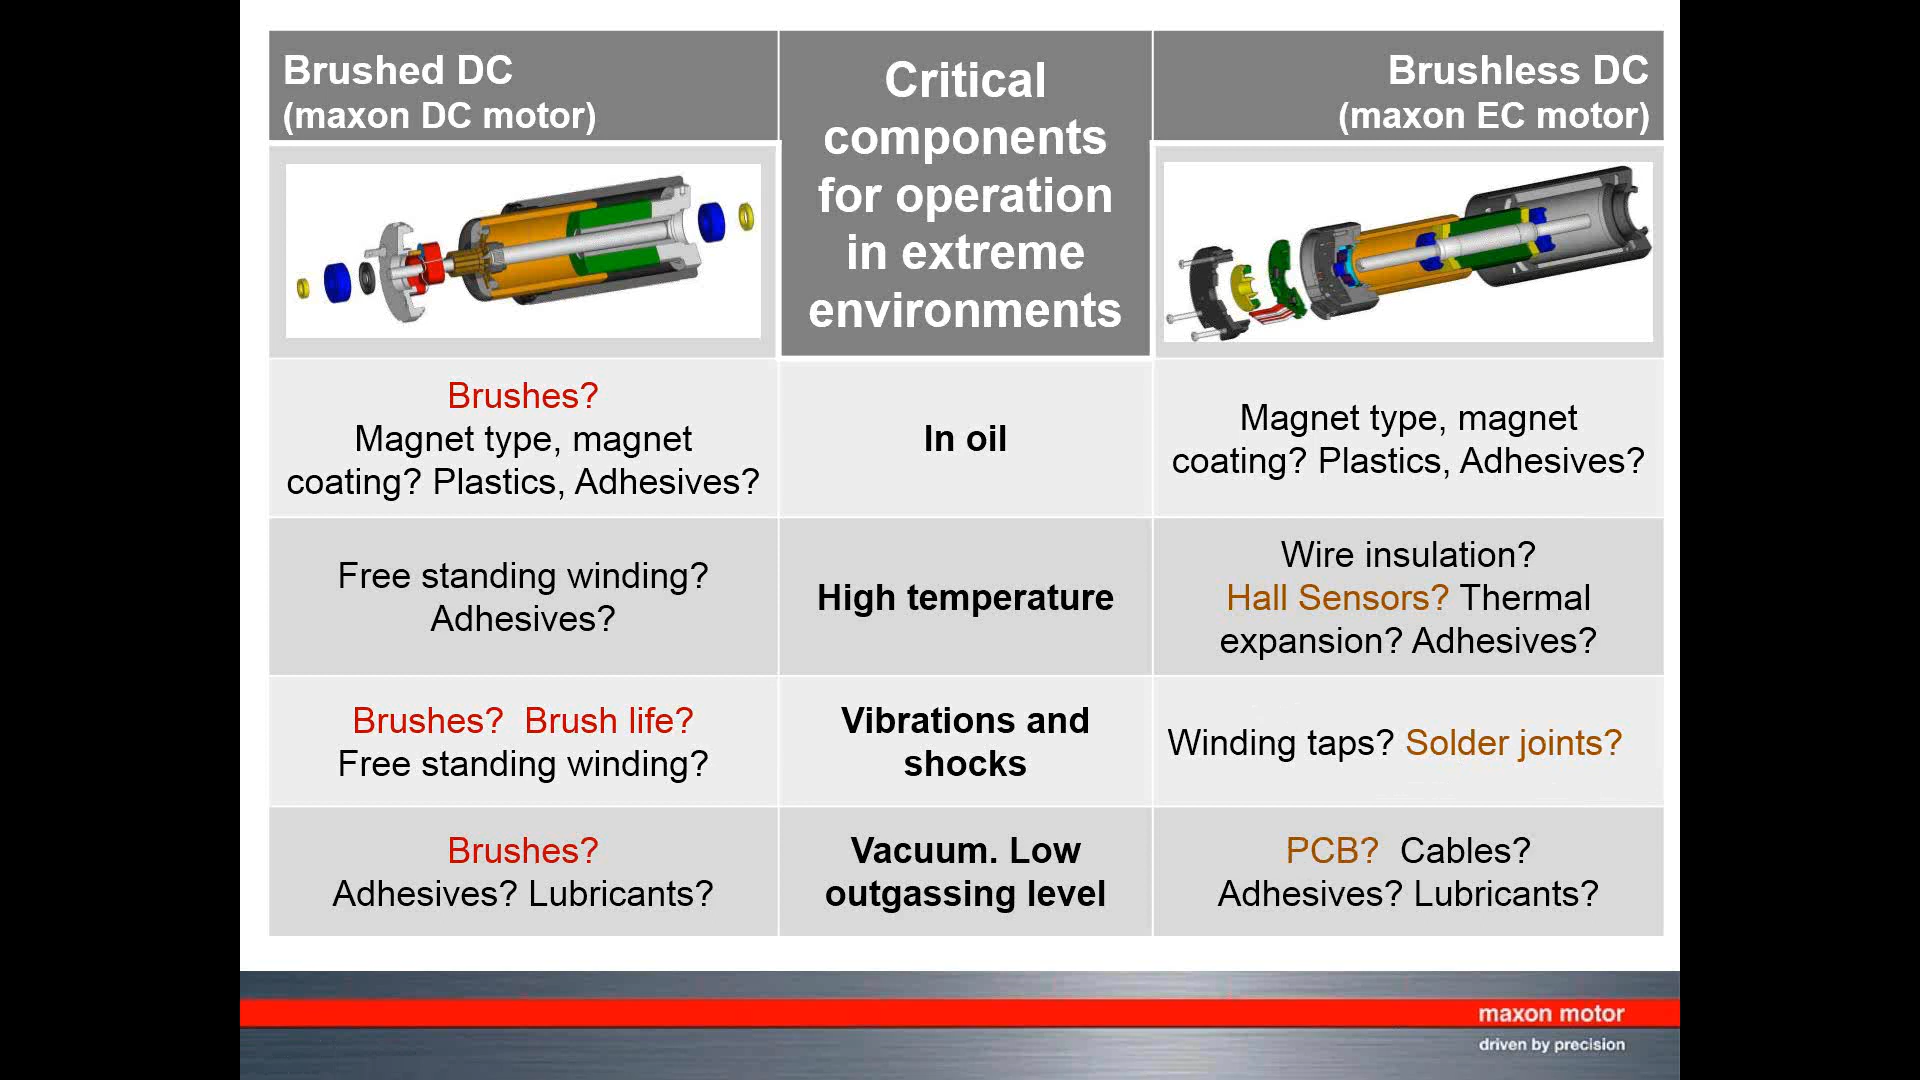 Brushed DC
(maxon DC motor)
Critical
components
for operation
in extreme
environments
Brushless DC
(maxon EC motor)
Brushes?
Magnet type, magnet
coating? Plastics, Adhesives?
In oil
Magnet type, magnet
coating? Plastics, Adhesives?
Free standing winding?
Adhesives?
High temperature
Wire insulation?
Hall Sensors? Thermal
expansion? Adhesives?
Brushes?  Brush life?
Free standing winding?
Vibrations and
shocks
Winding taps? Solder joints?
Brushes?
Adhesives? Lubricants?
Vacuum. Low
outgassing level
PCB?  Cables?
Adhesives? Lubricants?
maxon motor
driven by precision